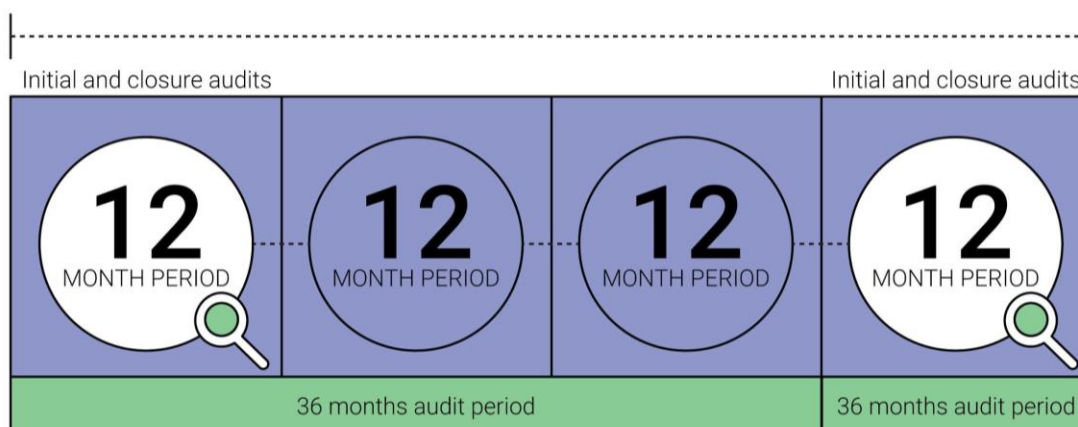 Initial and closure audits
Initial and closure audits
12
MONTH PERIOD
12
MONTH PERIOD
12
MONTH PERIOD
12
MONTH PERIOD
36 months audit period
36 months audit period